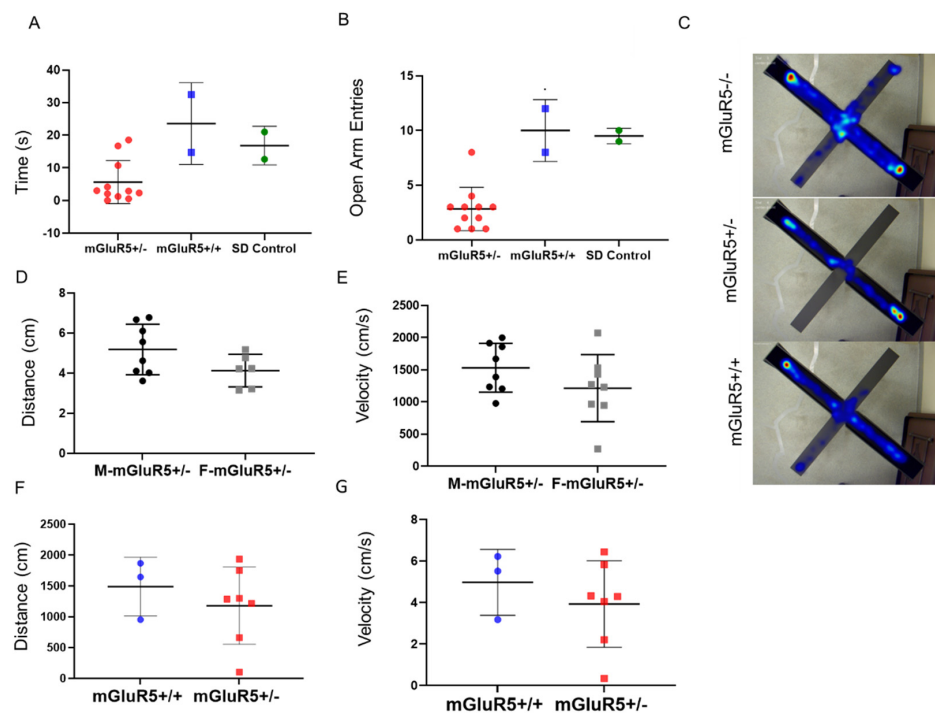 A
B
C
Time (s)
40
30
20
10
0
-10
mGluR5+/-
mGluR5+/+
SD Control
Open Arm Entries
15
10
5
0
mGluR5+/-
mGluR5+/+
SD Control
mGluR5-/-
mGluR5+/-
mGluR5+/+
D
E
Distance (cm)
8
6
4
2
0
M-mGluR5+/-
F-mGluR5+/-
Velocity (cm/s)
2500
2000
1500
1000
500
0
M-mGluR5+/-
F-mGluR5+/-
F
G
Distance (cm)
2500
2000
1500
1000
500
0
mGluR5+/+
mGluR5+/-
Velocity (cm/s)
8
6
4
2
0
mGluR5+/+
mGluR5+/-